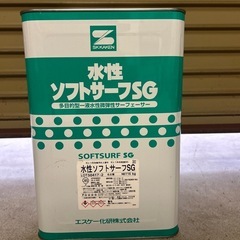 SK KAKEN
水性
ソフトサーフSG
多目的型一液水性微弾性サーフェーサー
SOFTSURF SG
水性ソフトサーフSG
エスケー化研株式会社